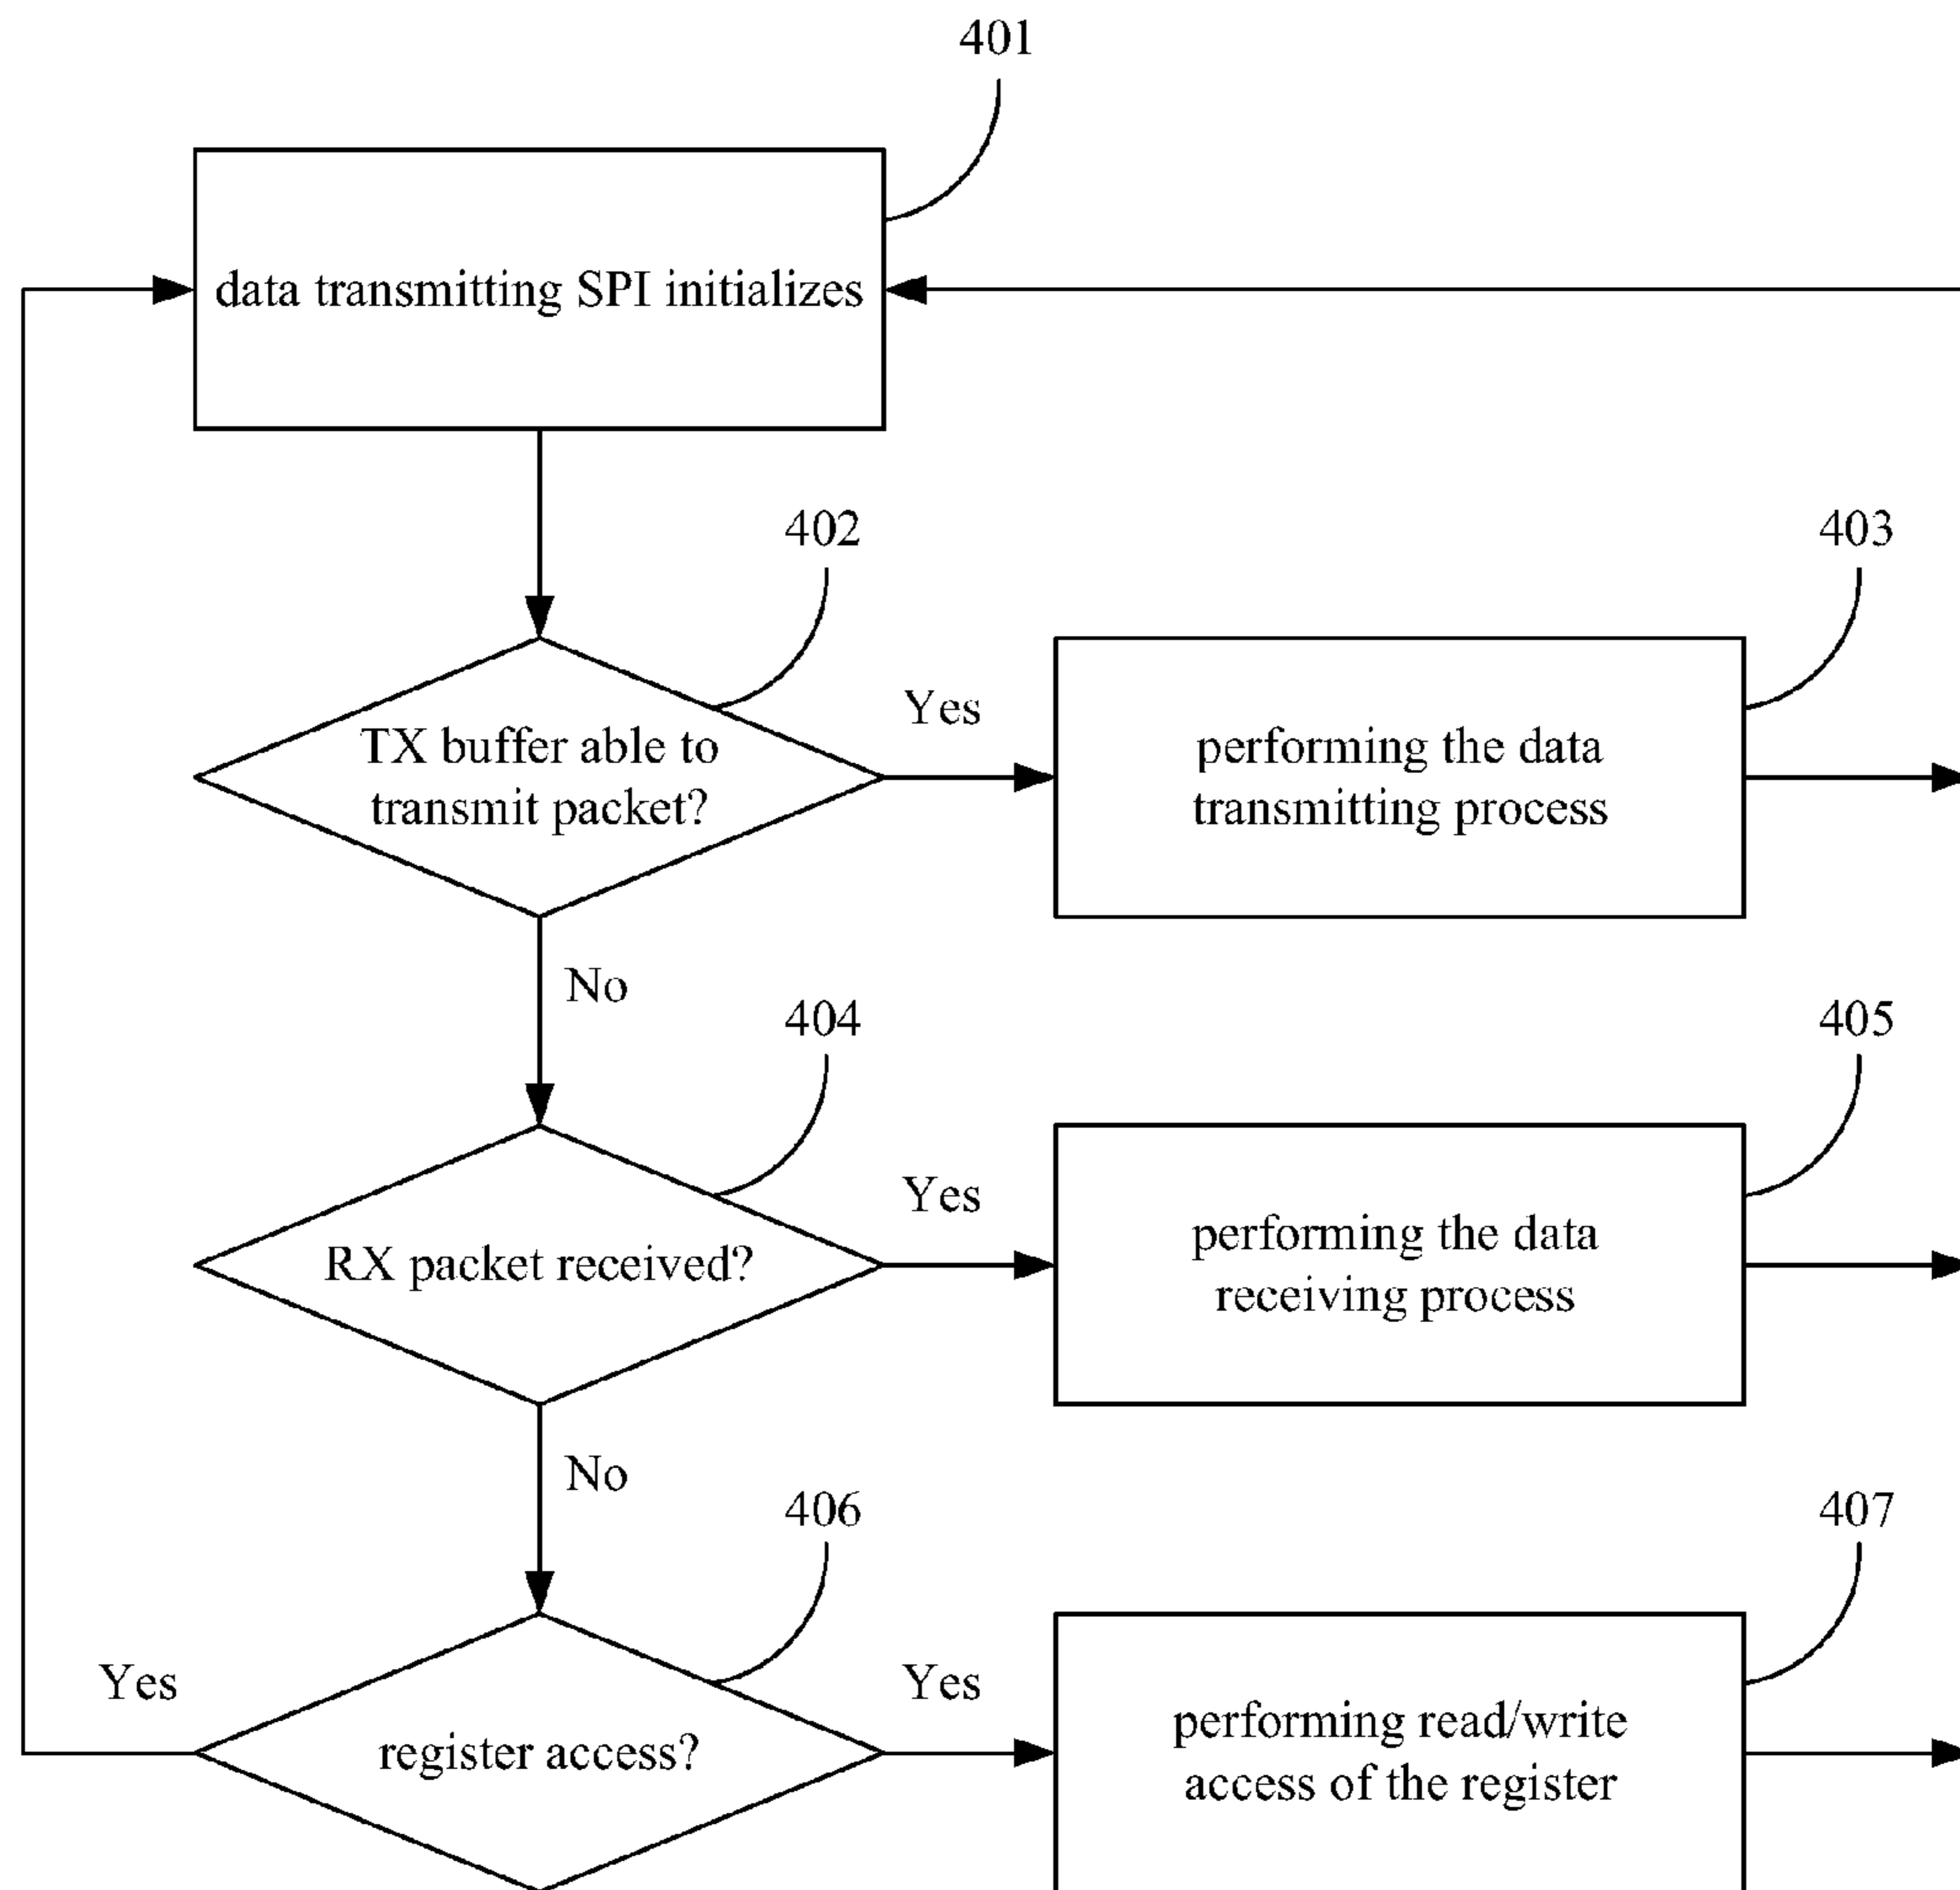 401
data transmitting SPI initializes
402
403
TX buffer able to
transmit packet?
Yes
performing the data
transmitting process
No
404
405
RX packet received?
Yes
performing the data
receiving process
No
406
407
Yes
register access?
Yes
performing read/write
access of the register